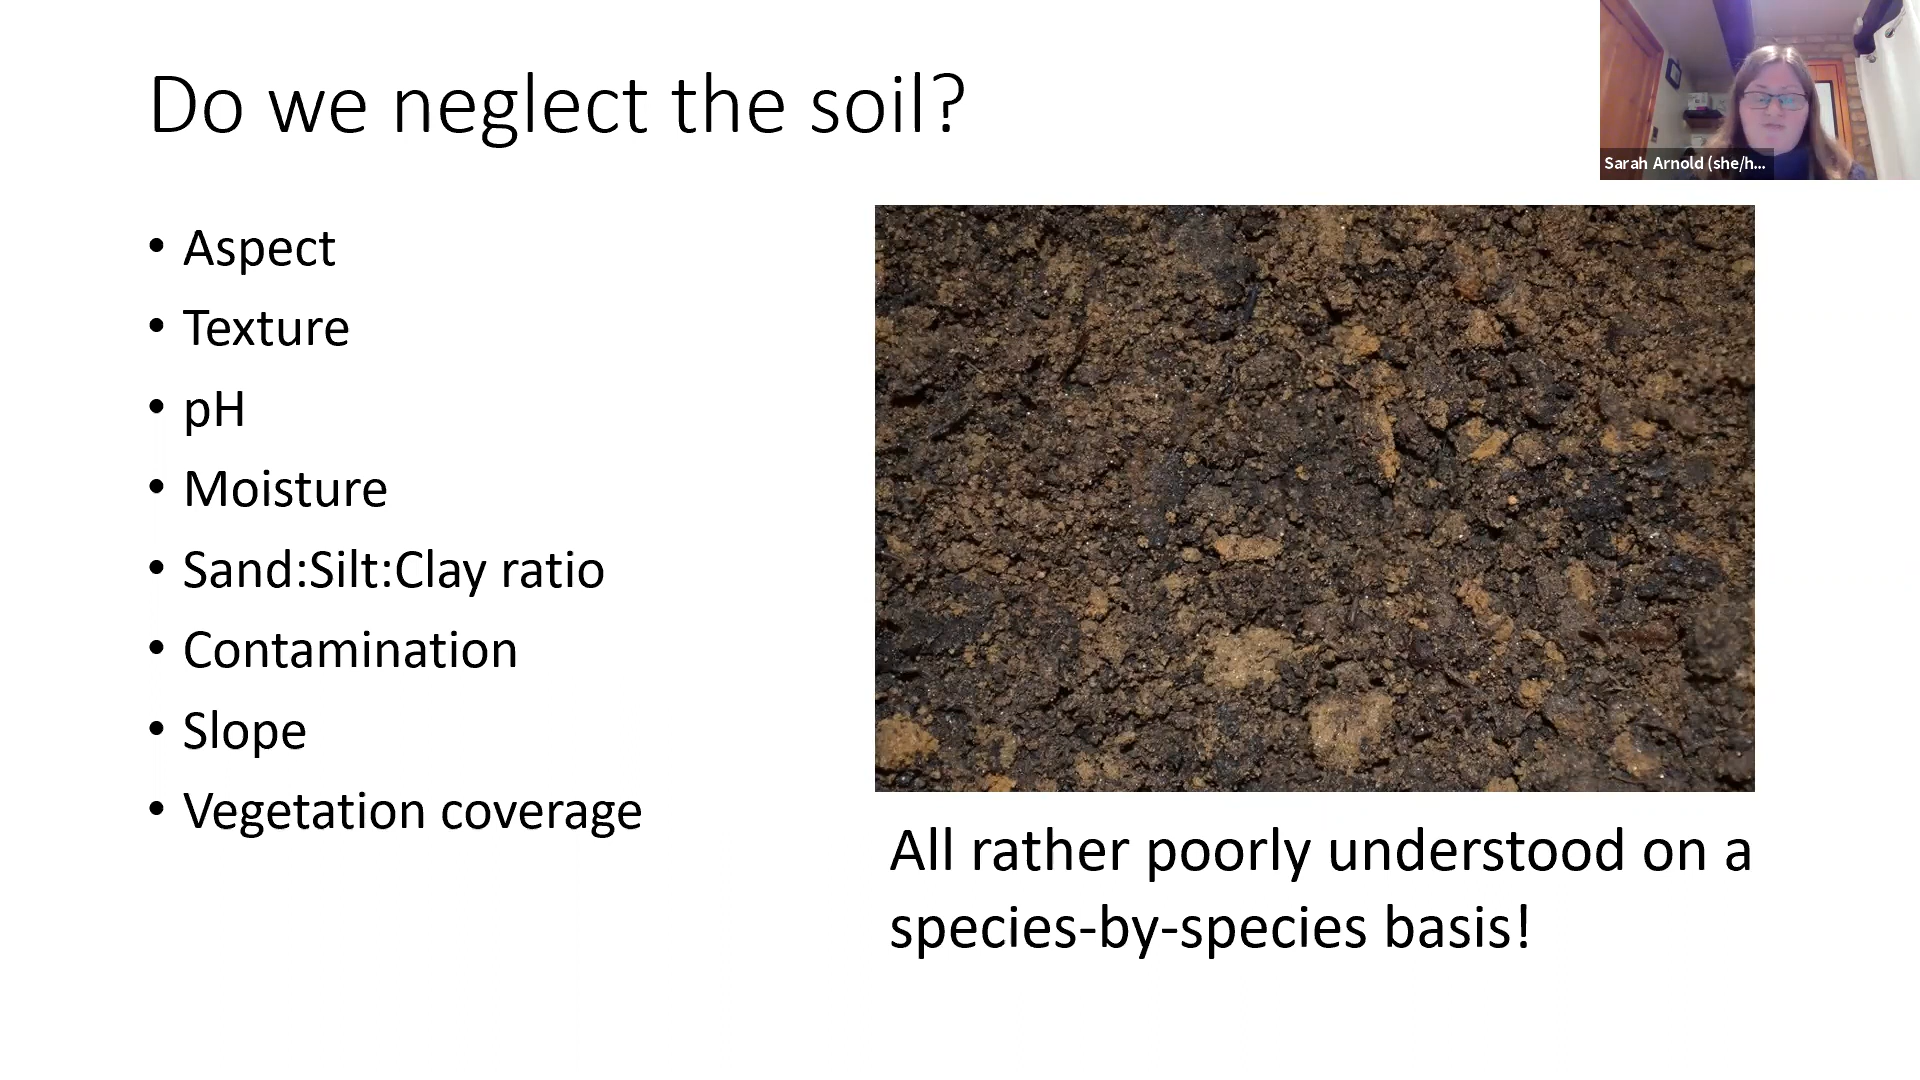 Do we neglect the soil?
Sarah Arnold (she/h...
• Aspect
• Texture
• pH
• Moisture
• Sand:Silt:Clay ratio
• Contamination
• Slope
• Vegetation coverage
All rather poorly understood on a
species-by-species basis!